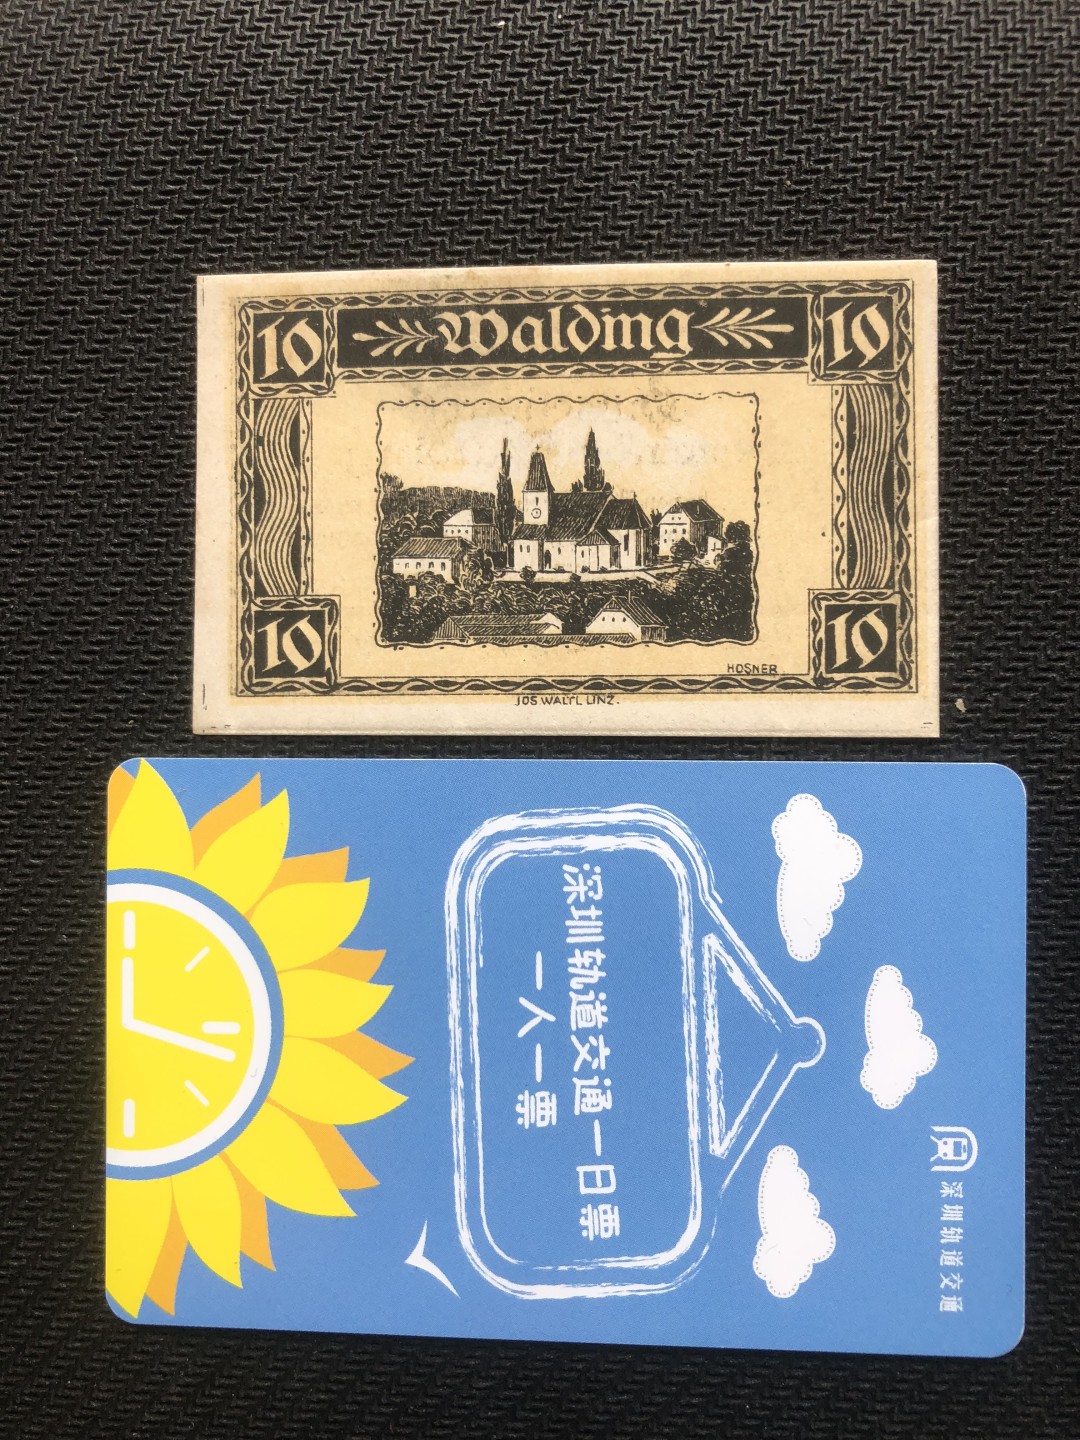 10 Walding 10
10 10
HOSNER
JOS WALTL LINZ.
深圳轨道交通一日票
一人一票
深圳轨道交通